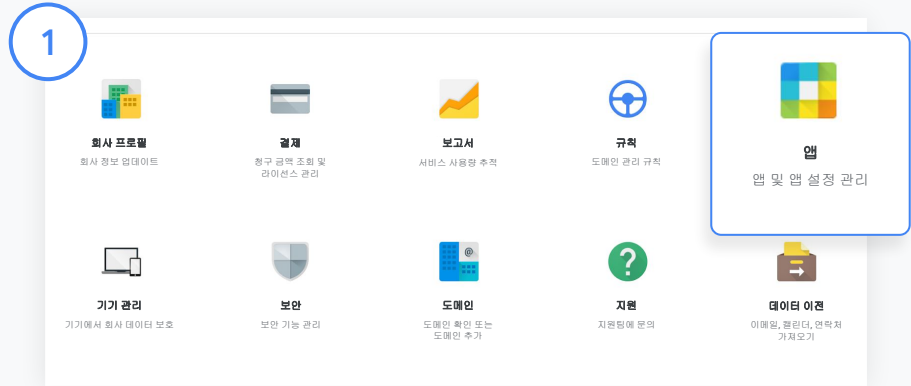 1
회사 프로필
회사 정보 업데이트
결제
청구 금액 조회 및
라이선스 관리
보고서
서비스 사용량 추적
규칙
도메인 관리 규칙
앱
앱 및 앱 설정 관리
기기 관리
기기에서 회사 데이터 보호
보안
보안 기능 관리
@
도메인
도메인 확인 또는
도메인 추가
?
지원
지원팀에 문의
데이터 이전
이메일, 캘린더, 연락처
가져오기